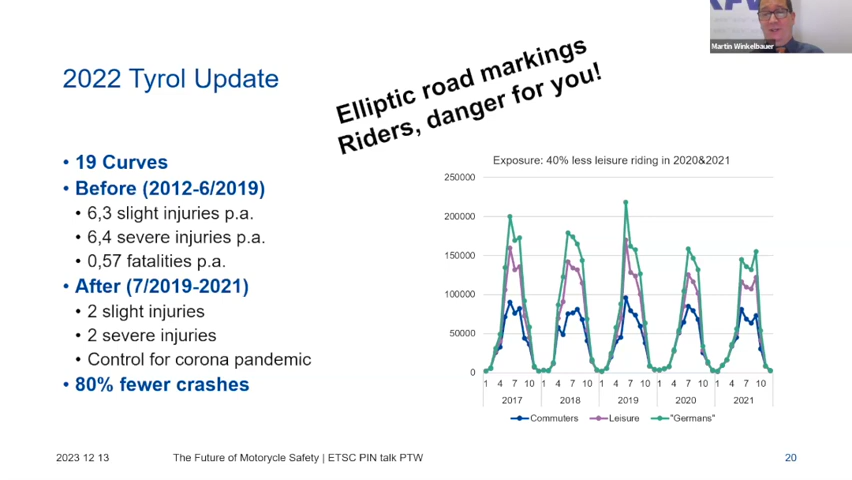 Martin Winkelbauer
2022 Tyrol Update
Elliptic road markings
Riders, danger for you!
• 19 Curves
• Before (2012-6/2019)
• 6,3 slight injuries p.a.
• 6,4 severe injuries p.a.
• 0,57 fatalities p.a.
• After (7/2019-2021)
• 2 slight injuries
• 2 severe injuries
• Control for corona pandemic
• 80% fewer crashes
Exposure: 40% less leisure riding in 2020&2021
250000
200000
150000
100000
50000
0
1 4 7 10 1 4 7 10 1 4 7 10 1 4 7 10 1 4 7 10
2017 2018 2019 2020 2021
Commuters Leisure "Germans"
2023 12 13 The Future of Motorcycle Safety | ETSC PIN talk PTW 20